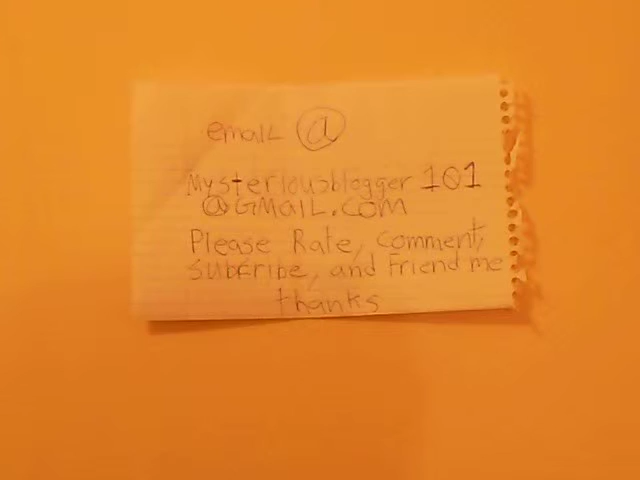 email @
Mysteriousblogger 101
@GMaiL.com
Please Rate, comment,
subcribe, and Friend me
thanks